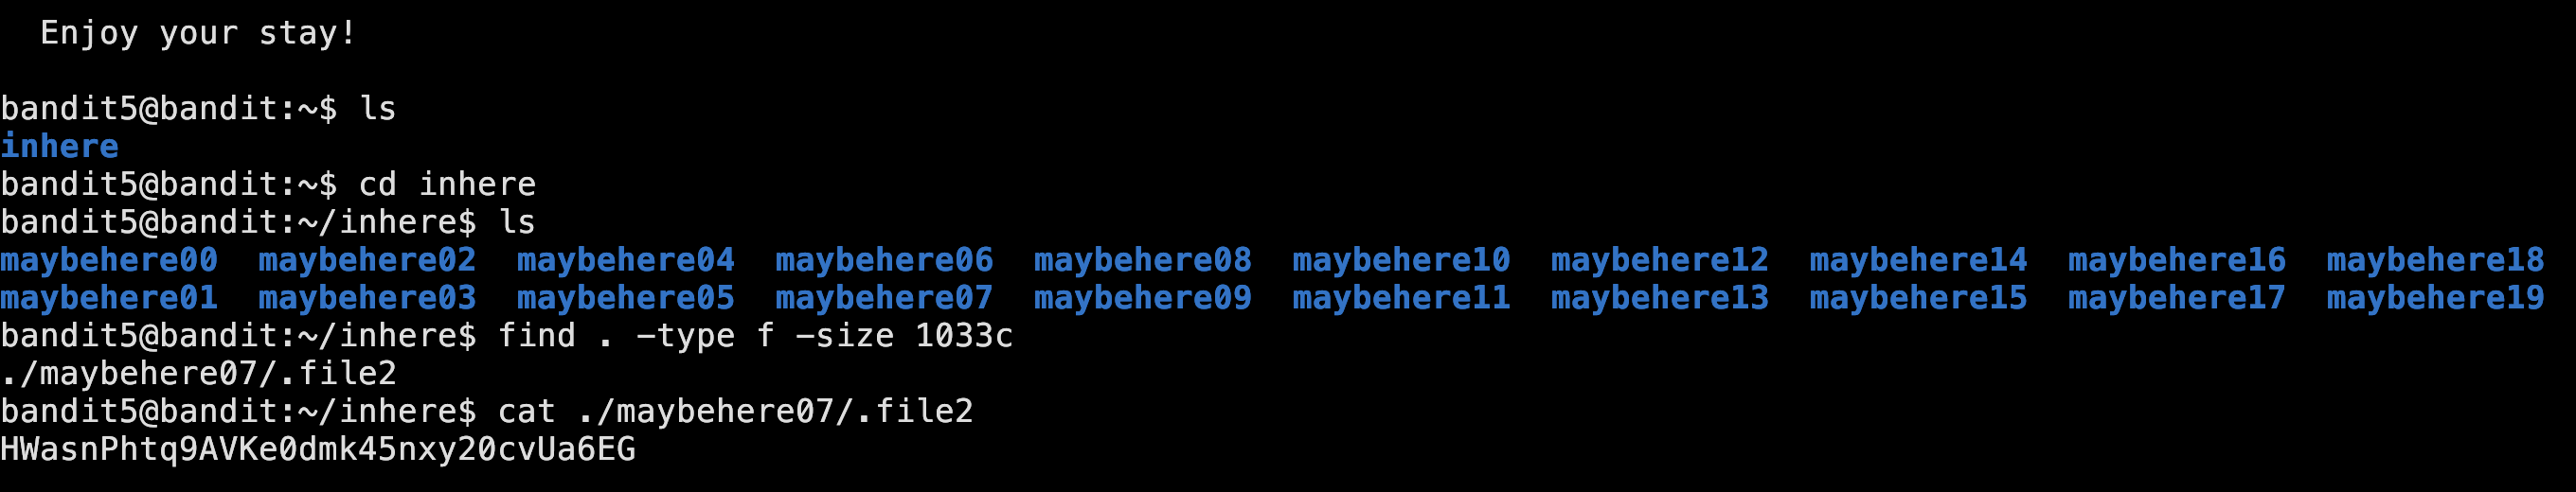 Enjoy your stay!
bandit5@bandit:~$ ls
inhere
bandit5@bandit:~$ cd inhere
bandit5@bandit:~/inhere$ ls
maybehere00  maybehere02  maybehere04  maybehere06  maybehere08  maybehere10  maybehere12  maybehere14  maybehere16  maybehere18
maybehere01  maybehere03  maybehere05  maybehere07  maybehere09  maybehere11  maybehere13  maybehere15  maybehere17  maybehere19
bandit5@bandit:~/inhere$ find . -type f -size 1033c
./maybehere07/.file2
bandit5@bandit:~/inhere$ cat ./maybehere07/.file2
HWasnPhtq9AVKe0dmk45nxy20cvUa6EG